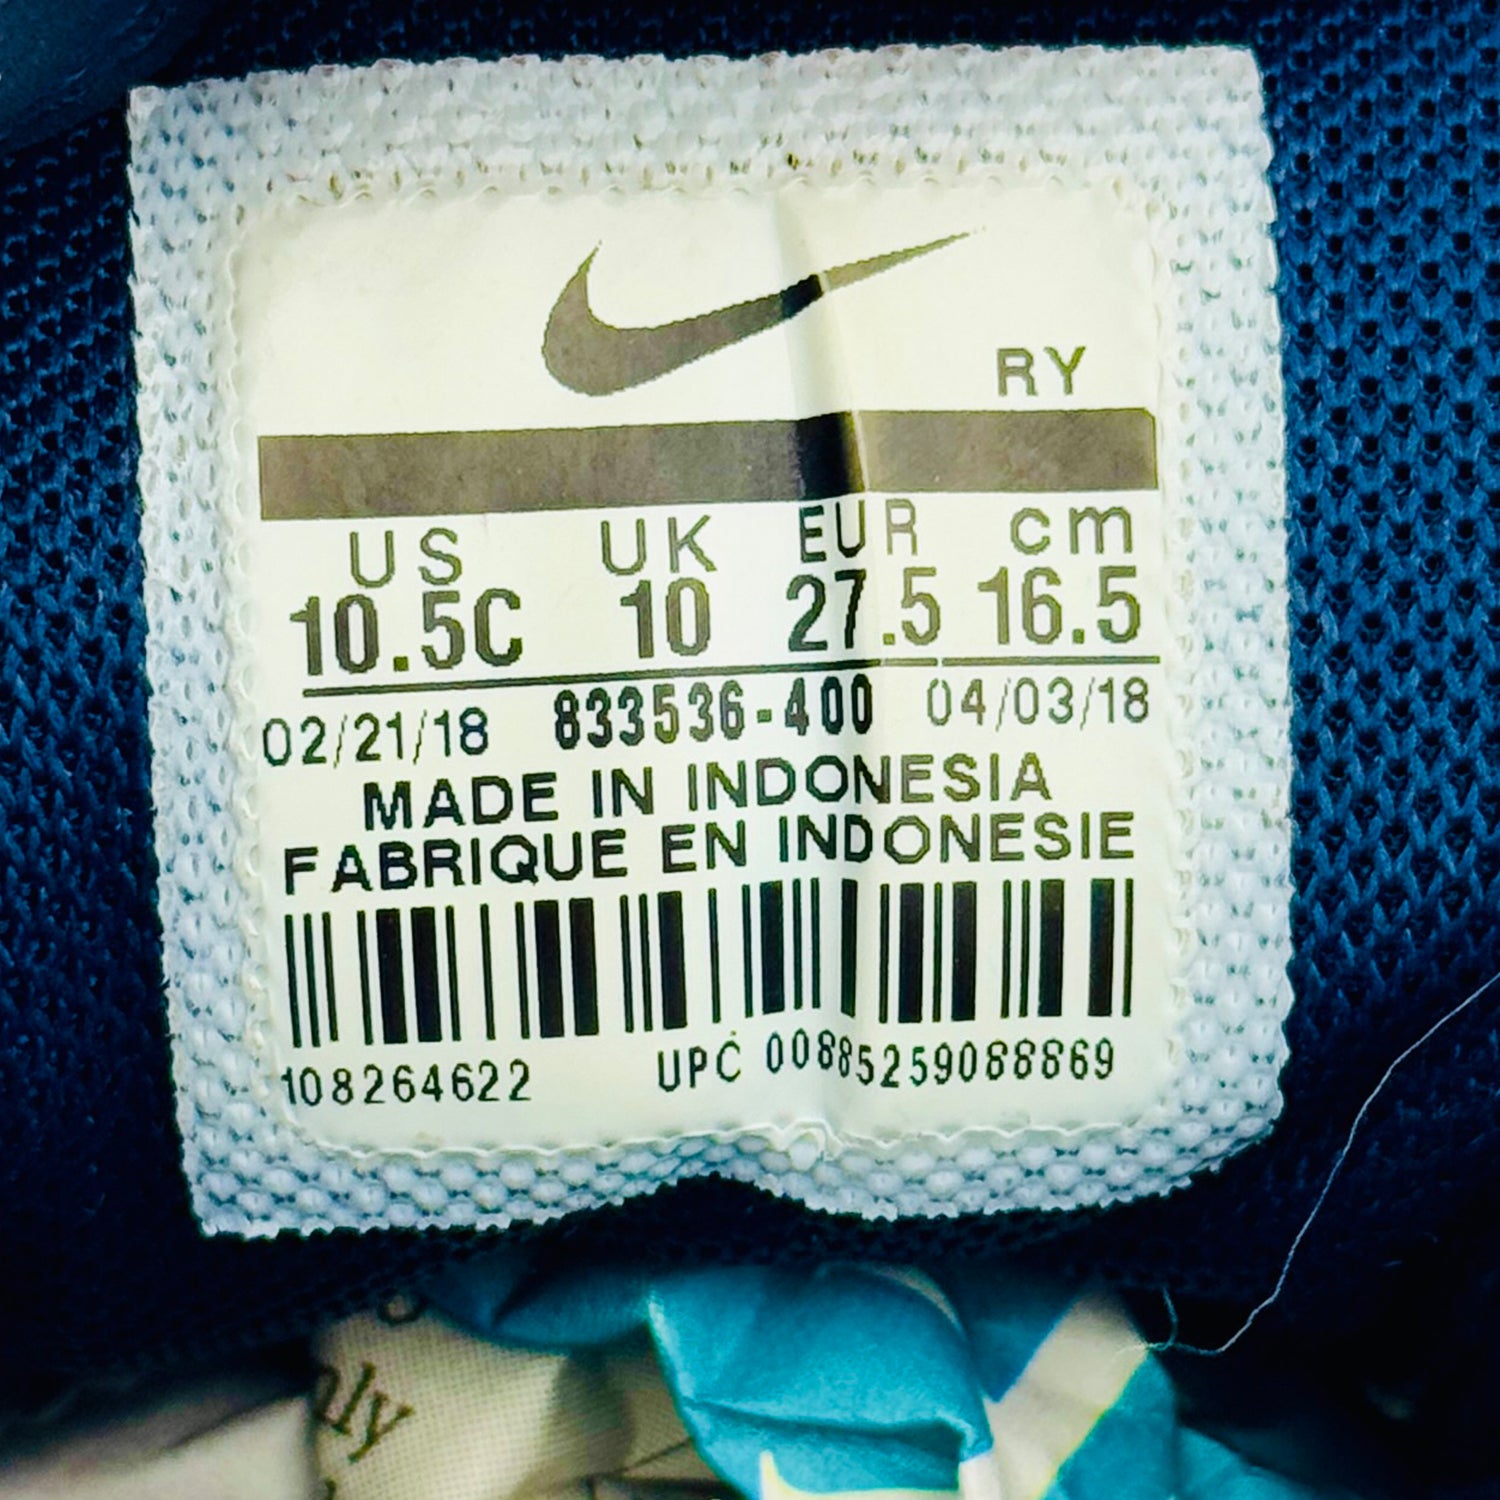 RY
US UK EUR cm
10.5C 10 27.5 16.5
02/21/18 833536-400 04/03/18
MADE IN INDONESIA
FABRIQUE EN INDONESIE
108264622 UPC 00885259088869